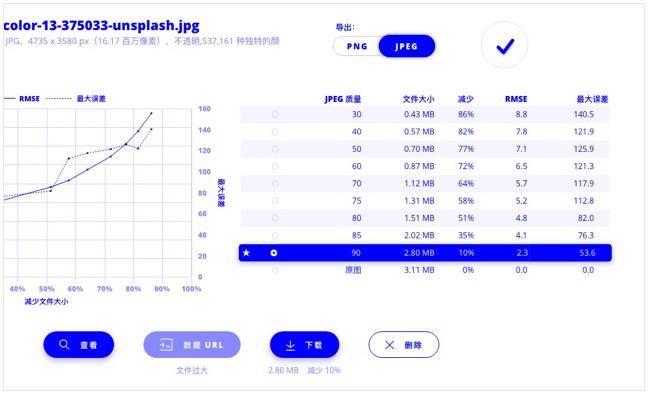 color-13-375033-unsplash.jpg
JPG, 4735 x 3580 px（16.17 百万像素），不透明,537,161 种独特的颜
导出：
PNG JPEG
RMSE 最大误差
160
140
120
100
80
60
40
20
0
最大误差
40% 50% 60% 70% 80% 90% 100%
减少文件大小
JPEG 质量 文件大小 减少 RMSE 最大误差
30 0.43 MB 86% 8.8 140.5
40 0.57 MB 82% 7.8 121.9
50 0.70 MB 77% 7.1 125.9
60 0.87 MB 72% 6.5 121.3
70 1.12 MB 64% 5.7 117.9
75 1.31 MB 58% 5.2 112.8
80 1.51 MB 51% 4.8 82.0
85 2.02 MB 35% 4.1 76.3
90 2.80 MB 10% 2.3 53.6
原图 3.11 MB 0% 0.0 0.0
查看 数据 URL 下载 删除
文件过大 2.80 MB 减少 10%